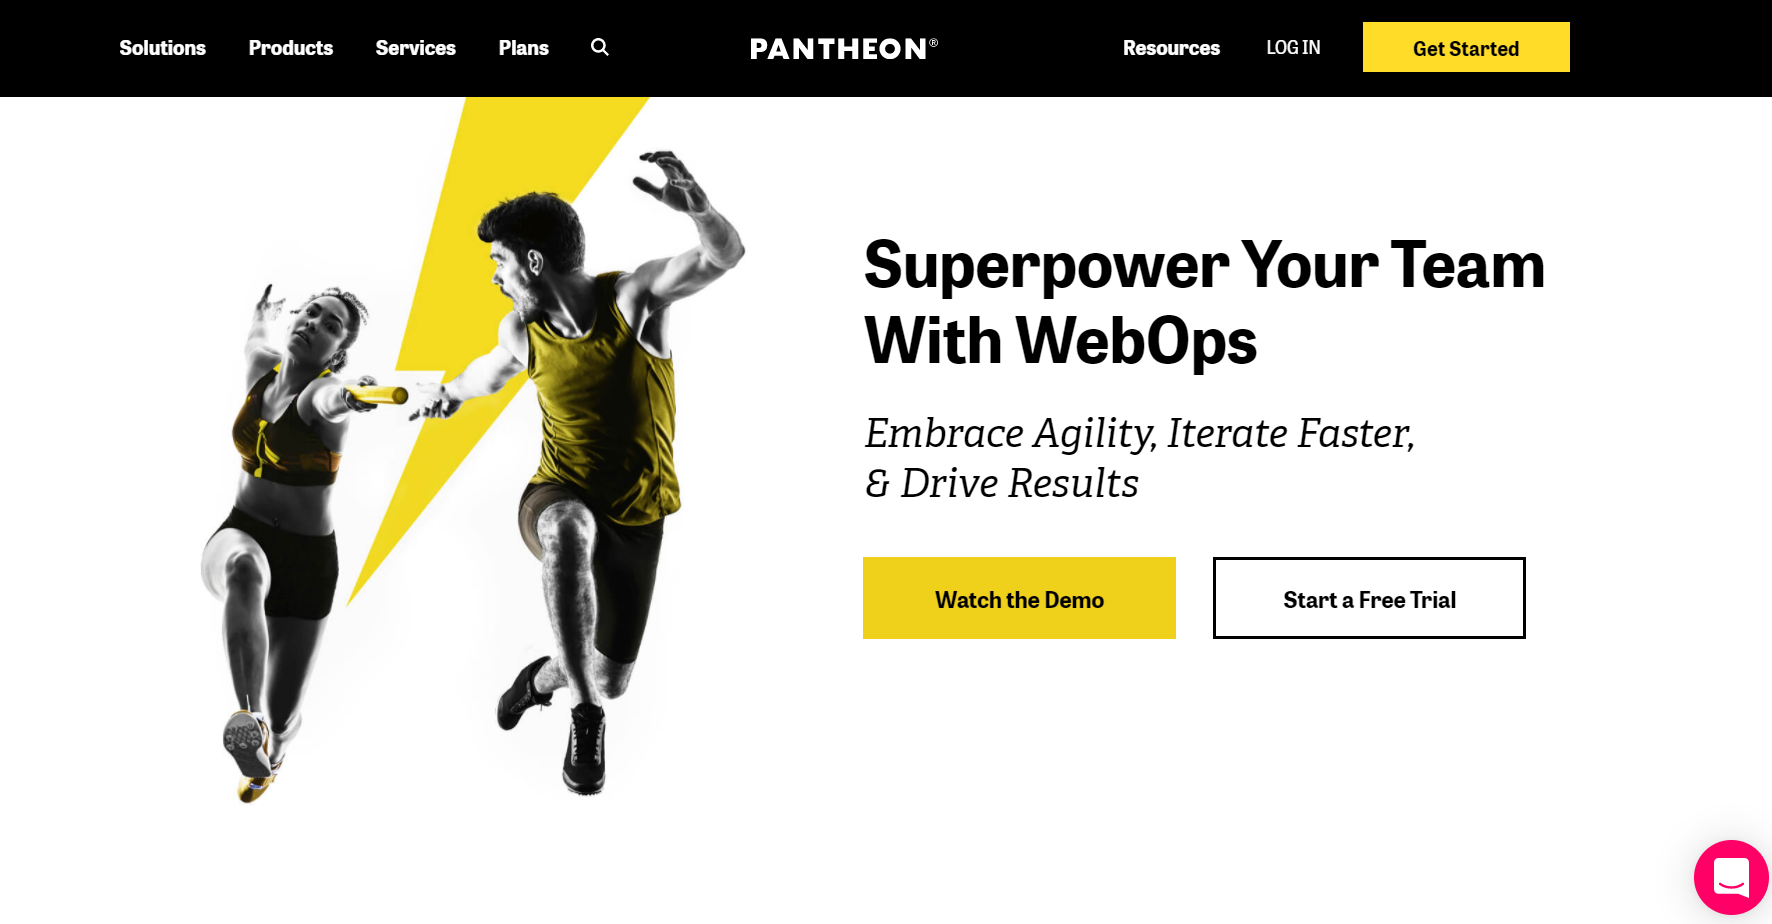 Solutions Products Services Plans PANTHEON® Resources LOG IN Get Started
Superpower Your Team
With WebOps
Embrace Agility, Iterate Faster,
& Drive Results
Watch the Demo Start a Free Trial